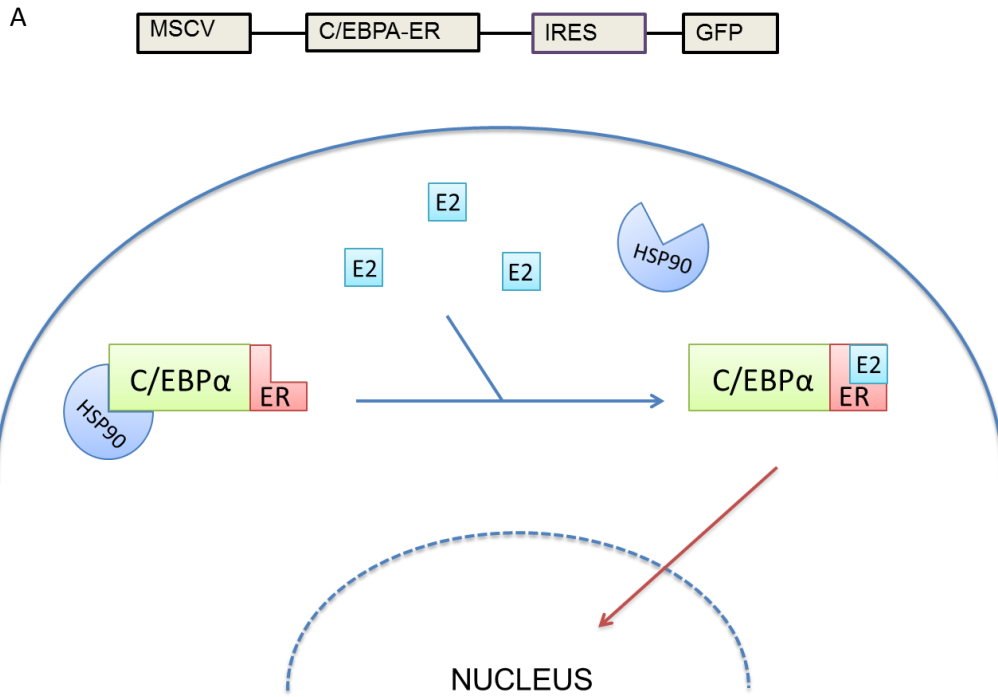 A
MSCV C/EBPA-ER IRES GFP
E2
E2 E2
HSP90
C/EBPα
ER
HSP90
C/EBPα
E2
ER
NUCLEUS